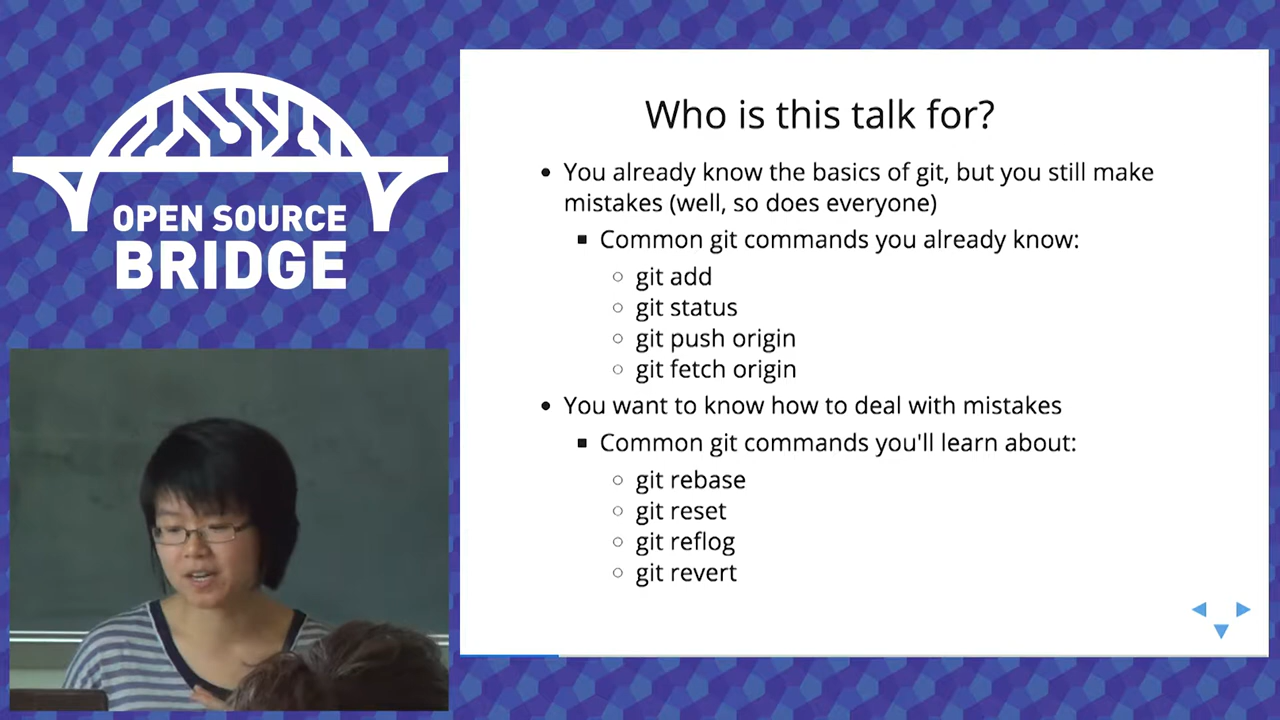 OPEN SOURCE
BRIDGE
Who is this talk for?
You already know the basics of git, but you still make
mistakes (well, so does everyone)
Common git commands you already know:
git add
git status
git push origin
git fetch origin
You want to know how to deal with mistakes
Common git commands you'll learn about:
git rebase
git reset
git reflog
git revert